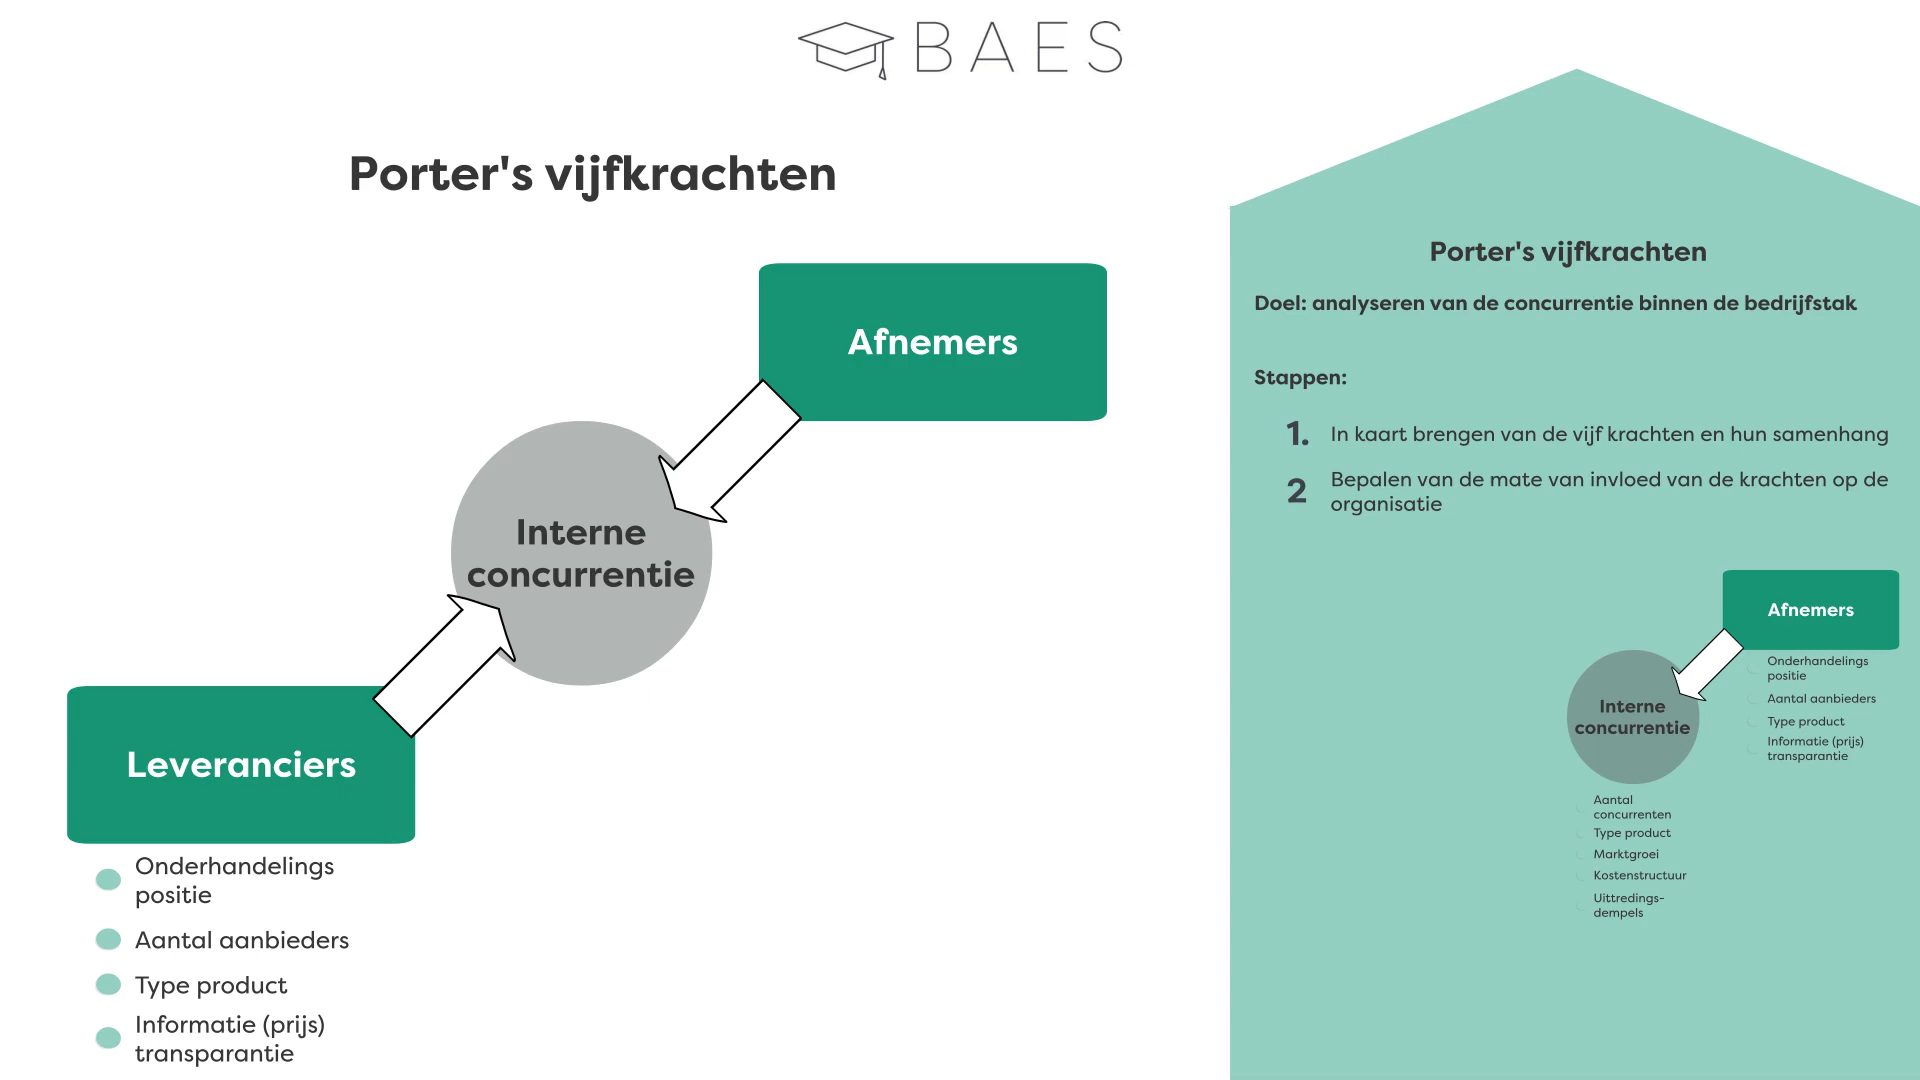 BAES
Porter's vijfkrachten
Afnemers
Interne
concurrentie
Leveranciers
Onderhandelings
positie
Aantal aanbieders
Type product
Informatie (prijs)
transparantie
Porter's vijfkrachten
Doel: analyseren van de concurrentie binnen de bedrijfstak
Stappen:
1. In kaart brengen van de vijf krachten en hun samenhang
2 Bepalen van de mate van invloed van de krachten op de
organisatie
Afnemers
Onderhandelings
positie
Aantal aanbieders
Type product
Informatie (prijs)
transparantie
Interne
concurrentie
Aantal
concurrenten
Type product
Marktgroei
Kostenstructuur
Uittredings-
dempels